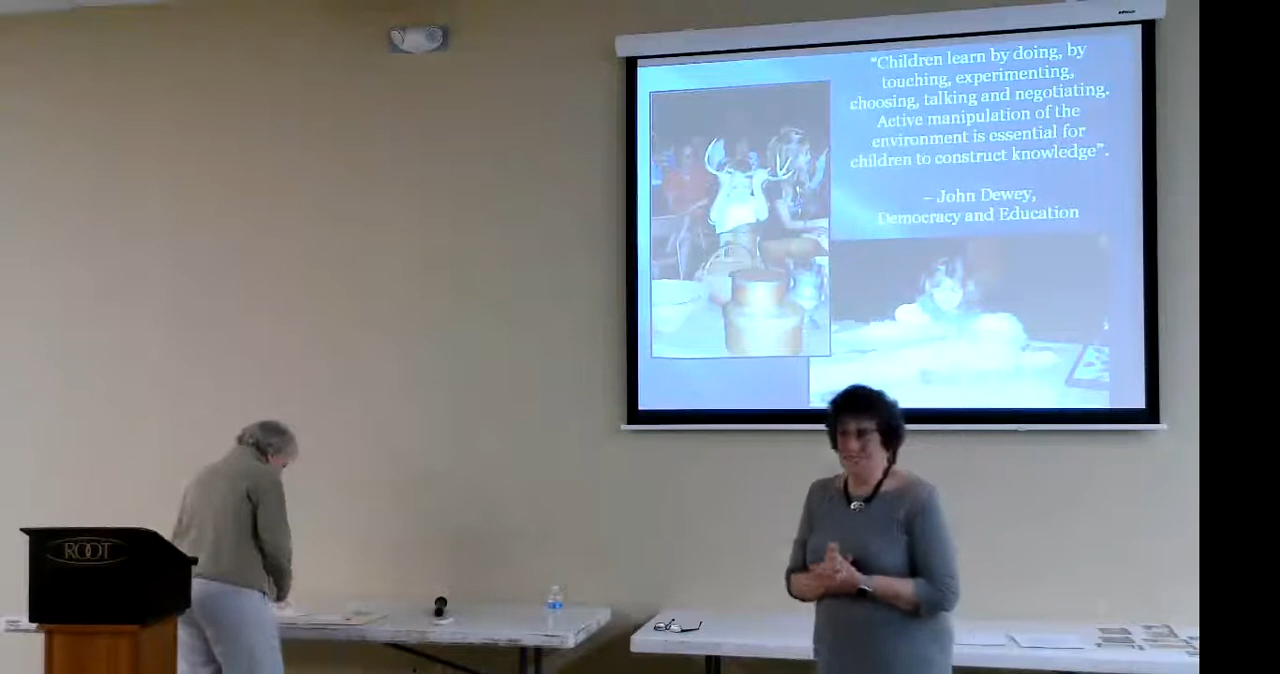 "Children learn by doing, by
touching, experimenting,
choosing, talking and negotiating.
Active manipulation of the
environment is essential for
children to construct knowledge".
– John Dewey,
Democracy and Education
ROOT